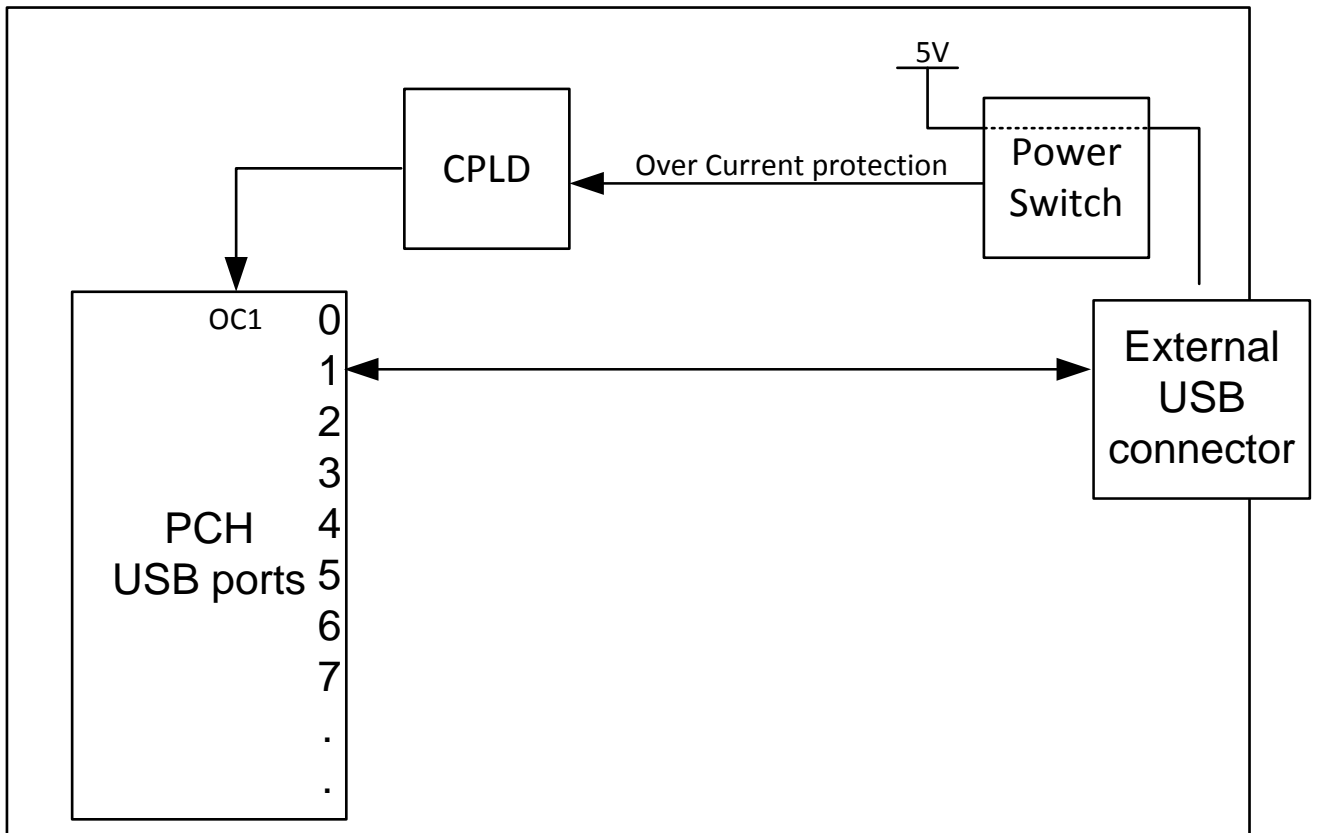 5V
CPLD
Over Current protection
Power
Switch
OC1
0
1
2
3
4
5
6
7
.
.
PCH
USB ports
External
USB
connector